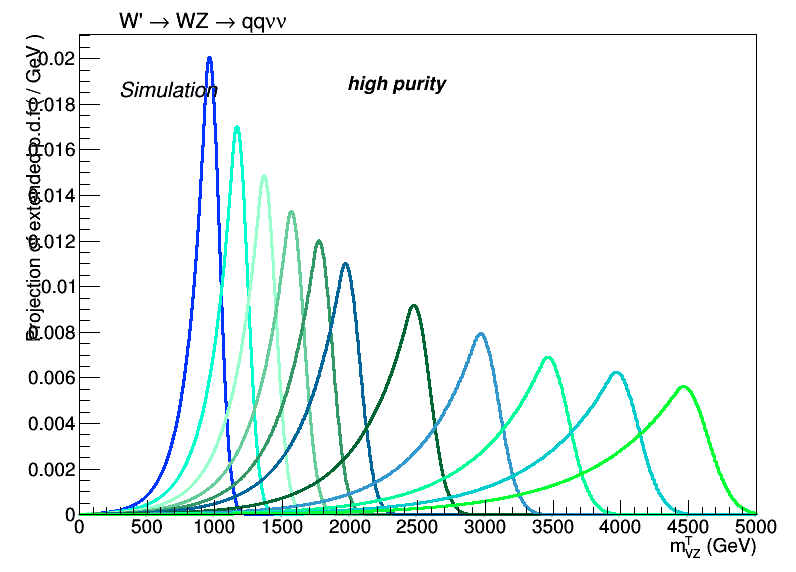 W' → WZ → qqνν
Simulation
high purity
Projection of extended p.d.f ( / GeV )
0.02
0.018
0.016
0.014
0.012
0.01
0.008
0.006
0.004
0.002
0
0 500 1000 1500 2000 2500 3000 3500 4000 4500 5000
m^T_VZ (GeV)